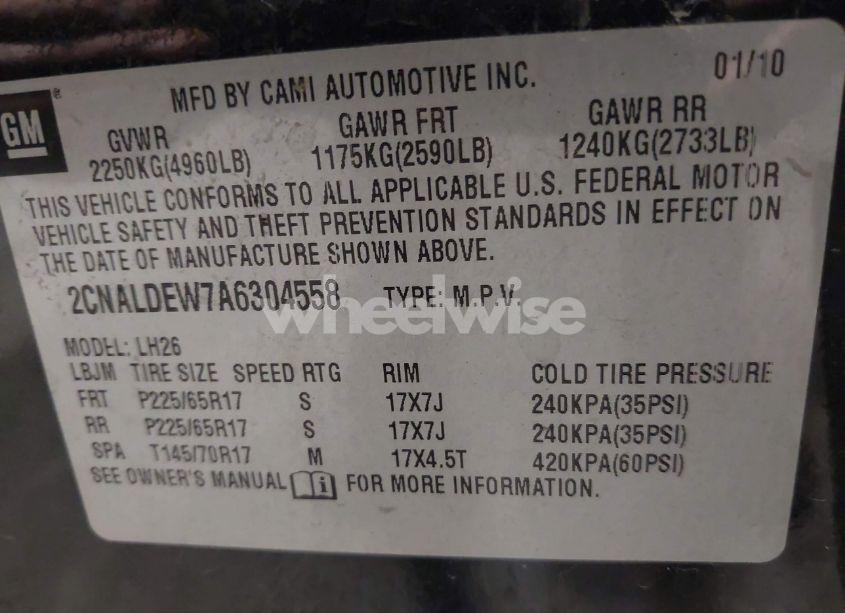 MFD BY CAMI AUTOMOTIVE INC. 01/10
GM®
GVWR GAWR FRT GAWR RR
2250KG(4960LB) 1175KG(2590LB) 1240KG(2733LB)
THIS VEHICLE CONFORMS TO ALL APPLICABLE U.S. FEDERAL MOTOR
VEHICLE SAFETY AND THEFT PREVENTION STANDARDS IN EFFECT ON
THE DATE OF MANUFACTURE SHOWN ABOVE.
2CNALDEW7A6304558 TYPE: M.P.V.
wheelwise
MODEL: LH26
LBJM TIRE SIZE SPEED RTG RIM COLD TIRE PRESSURE
FRT P225/65R17 S 17X7J 240KPA(35PSI)
RR P225/65R17 S 17X7J 240KPA(35PSI)
SPA T145/70R17 M 17X4.5T 420KPA(60PSI)
SEE OWNER'S MANUAL i FOR MORE INFORMATION.